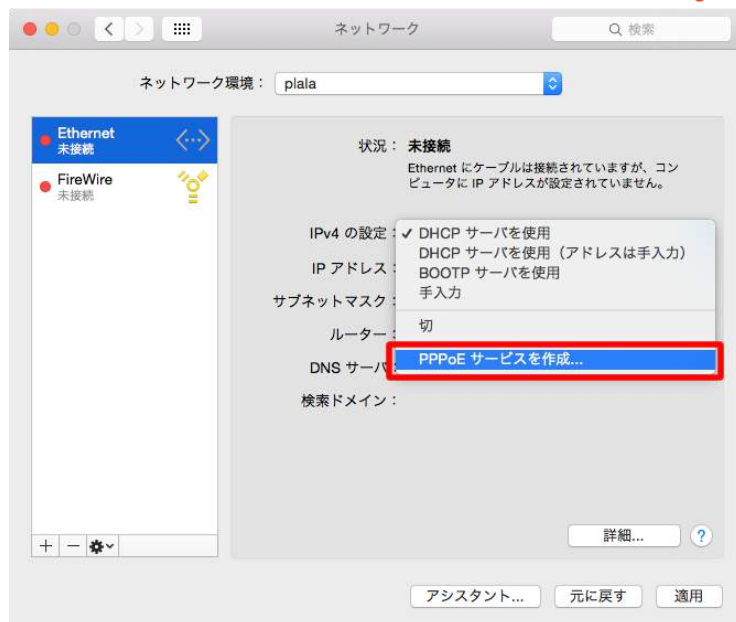 ネットワーク
検索
ネットワーク環境： plala
Ethernet
未接続
FireWire
未接続
状況： 未接続
Ethernet にケーブルは接続されていますが、コン
ピュータに IP アドレスが設定されていません。
IPv4 の設定： ✓ DHCP サーバを使用
DHCP サーバを使用（アドレスは手入力）
IP アドレス：
BOOTP サーバを使用
手入力
サブネットマスク：
切
ルーター：
PPPoE サービスを作成...
DNS サーバ：
検索ドメイン：
詳細... ?
+ −
アシスタント... 元に戻す 適用